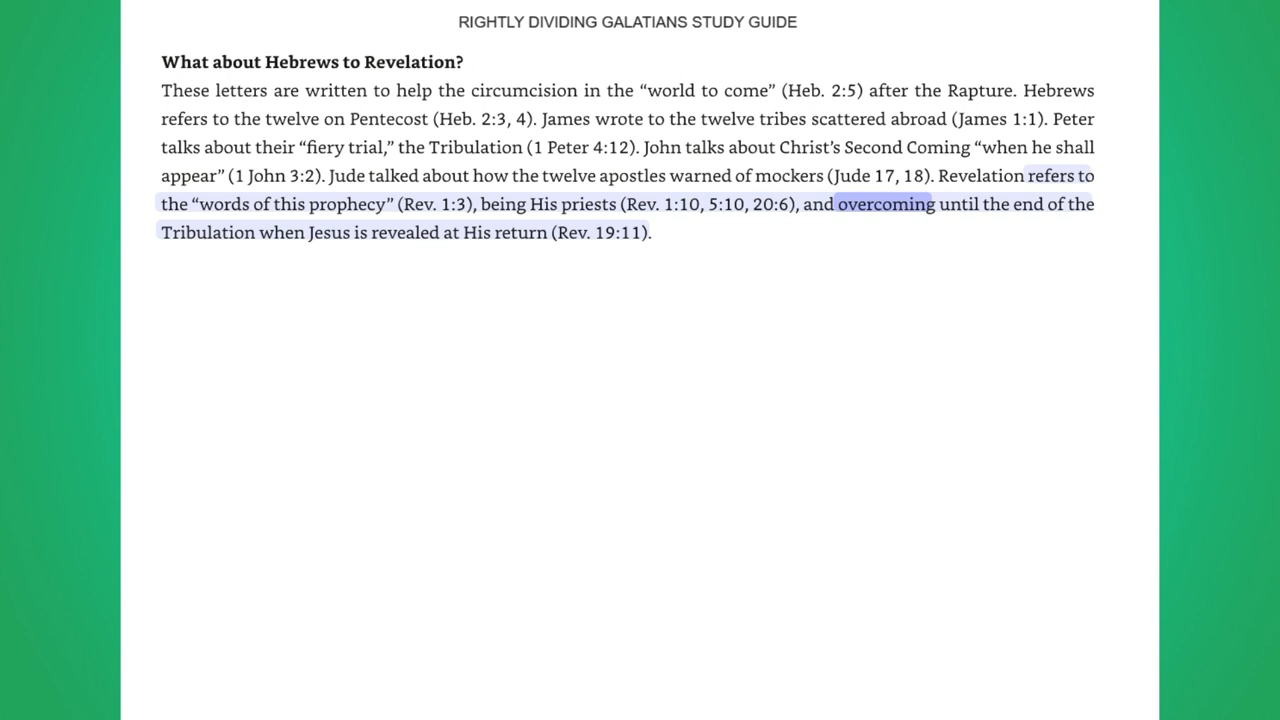 RIGHTLY DIVIDING GALATIANS STUDY GUIDE
What about Hebrews to Revelation?
These letters are written to help the circumcision in the “world to come” (Heb. 2:5) after the Rapture. Hebrews
refers to the twelve on Pentecost (Heb. 2:3, 4). James wrote to the twelve tribes scattered abroad (James 1:1). Peter
talks about their “fiery trial,” the Tribulation (1 Peter 4:12). John talks about Christ’s Second Coming “when he shall
appear” (1 John 3:2). Jude talked about how the twelve apostles warned of mockers (Jude 17, 18). Revelation refers to
the “words of this prophecy” (Rev. 1:3), being His priests (Rev. 1:10, 5:10, 20:6), and overcoming until the end of the
Tribulation when Jesus is revealed at His return (Rev. 19:11).